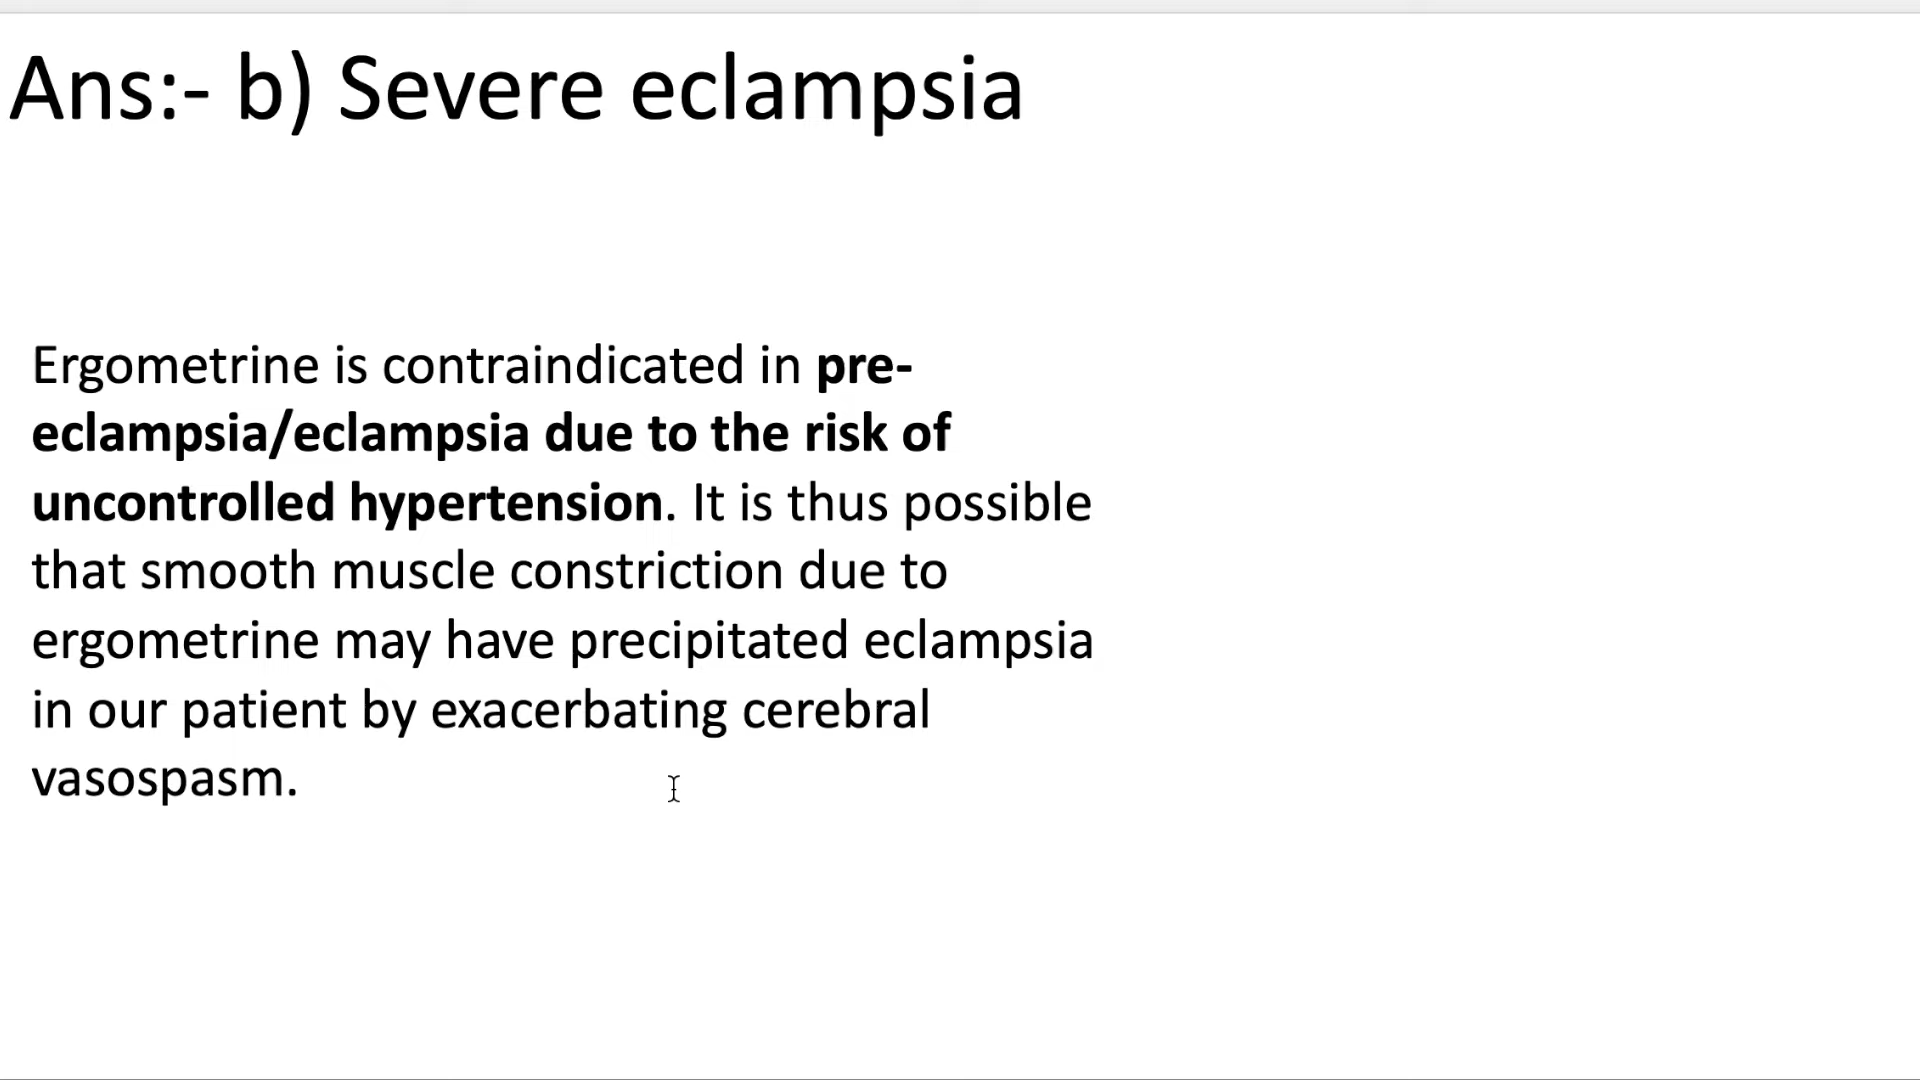 Ans:- b) Severe eclampsia
Ergometrine is contraindicated in pre-
eclampsia/eclampsia due to the risk of
uncontrolled hypertension. It is thus possible
that smooth muscle constriction due to
ergometrine may have precipitated eclampsia
in our patient by exacerbating cerebral
vasospasm.